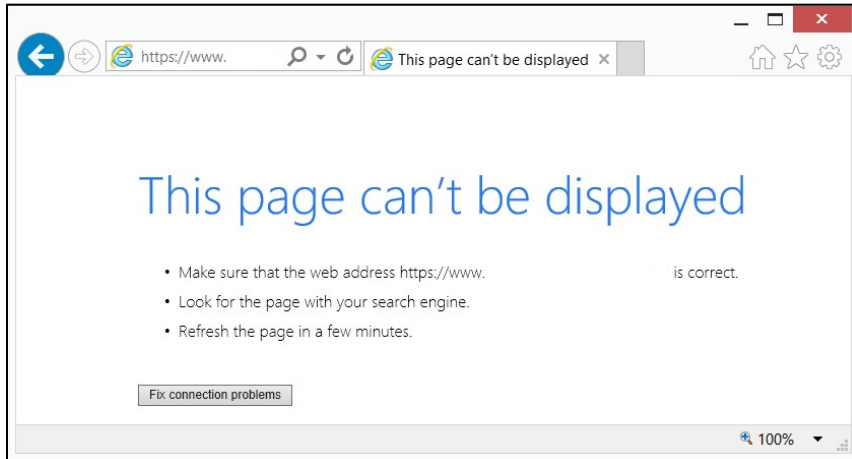 https://www.
This page can't be displayed
This page can't be displayed
• Make sure that the web address https://www. is correct.
• Look for the page with your search engine.
• Refresh the page in a few minutes.
Fix connection problems
100%